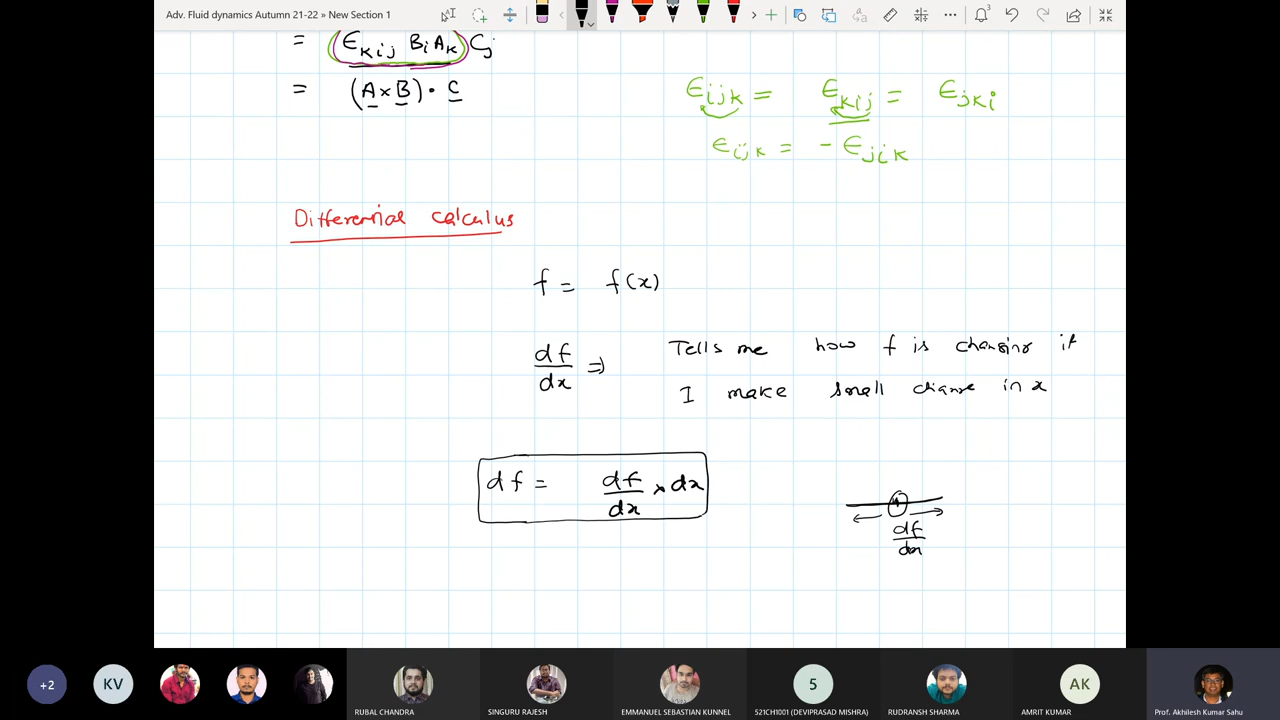 Adv. Fluid dynamics Autumn 21-22 » New Section 1
= ϵkij Bi Ak Cj
= (A × B) · C
ϵijk = ϵkij = ϵjki
ϵijk = - ϵjik
Differential calculus
f = f(x)
df/dx ⇒ Tells me how f is changing if
I make small change in x
df = df/dx × dx
df/dx
+2
KV
RUBAL CHANDRA
SINGURU RAJESH
EMMANUEL SEBASTIAN KUNNEL
5
521CH1001 (DEVIPRASAD MISHRA)
RUDRANSH SHARMA
AK
AMRIT KUMAR
Prof. Akhilesh Kumar Sahu